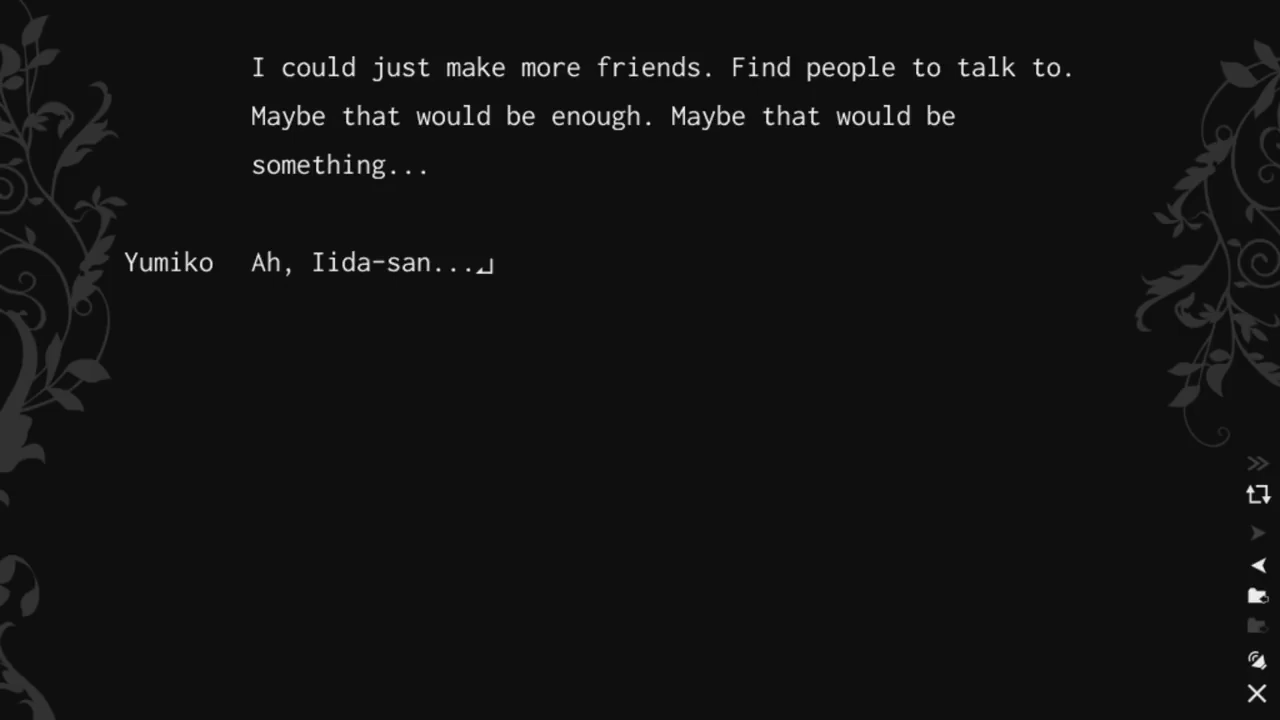 I could just make more friends. Find people to talk to.
Maybe that would be enough. Maybe that would be
something...
Yumiko Ah, Iida-san...